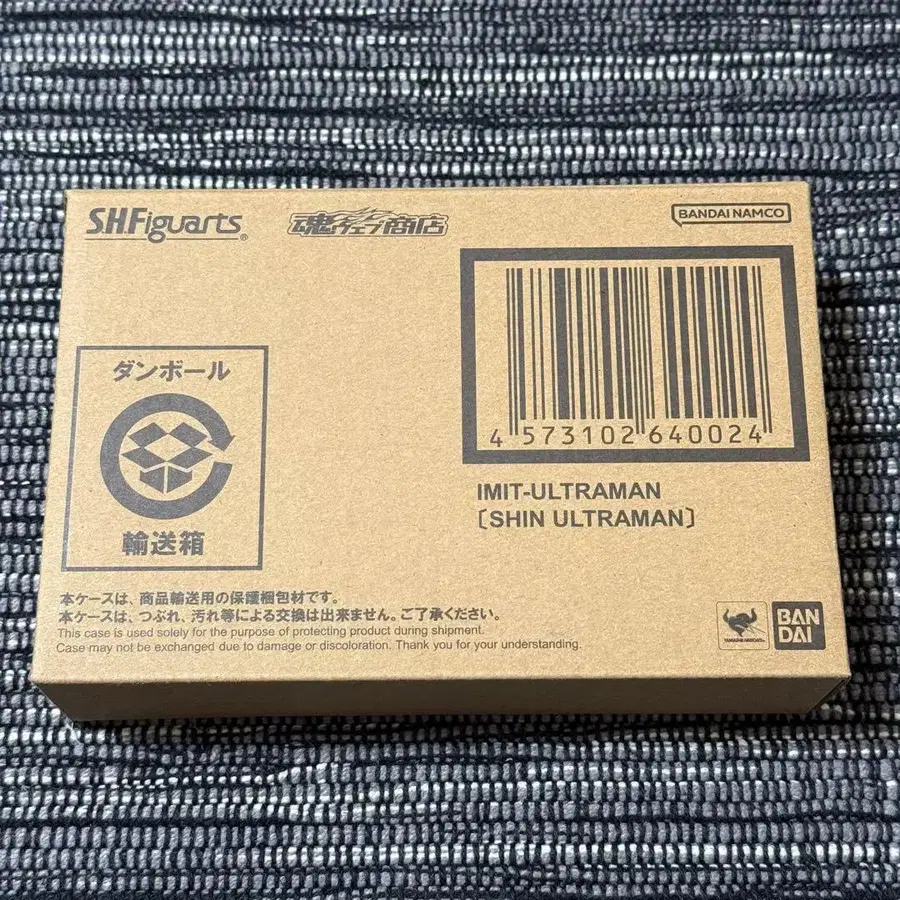 S.H.Figuarts®
魂ウェブ商店
BANDAI NAMCO
4 573102 640024
IMIT-ULTRAMAN
〔SHIN ULTRAMAN〕
ダンボール
輸送箱
本ケースは、商品輸送用の保護梱包材です。
本ケースは、つぶれ、汚れ等による交換は出来ません。ご了承ください。
This case is used solely for the purpose of protecting product during shipment.
Case may not be exchanged due to damage or discoloration. Thank you for your understanding.
TAMASHII NATIONS
BAN
DAI